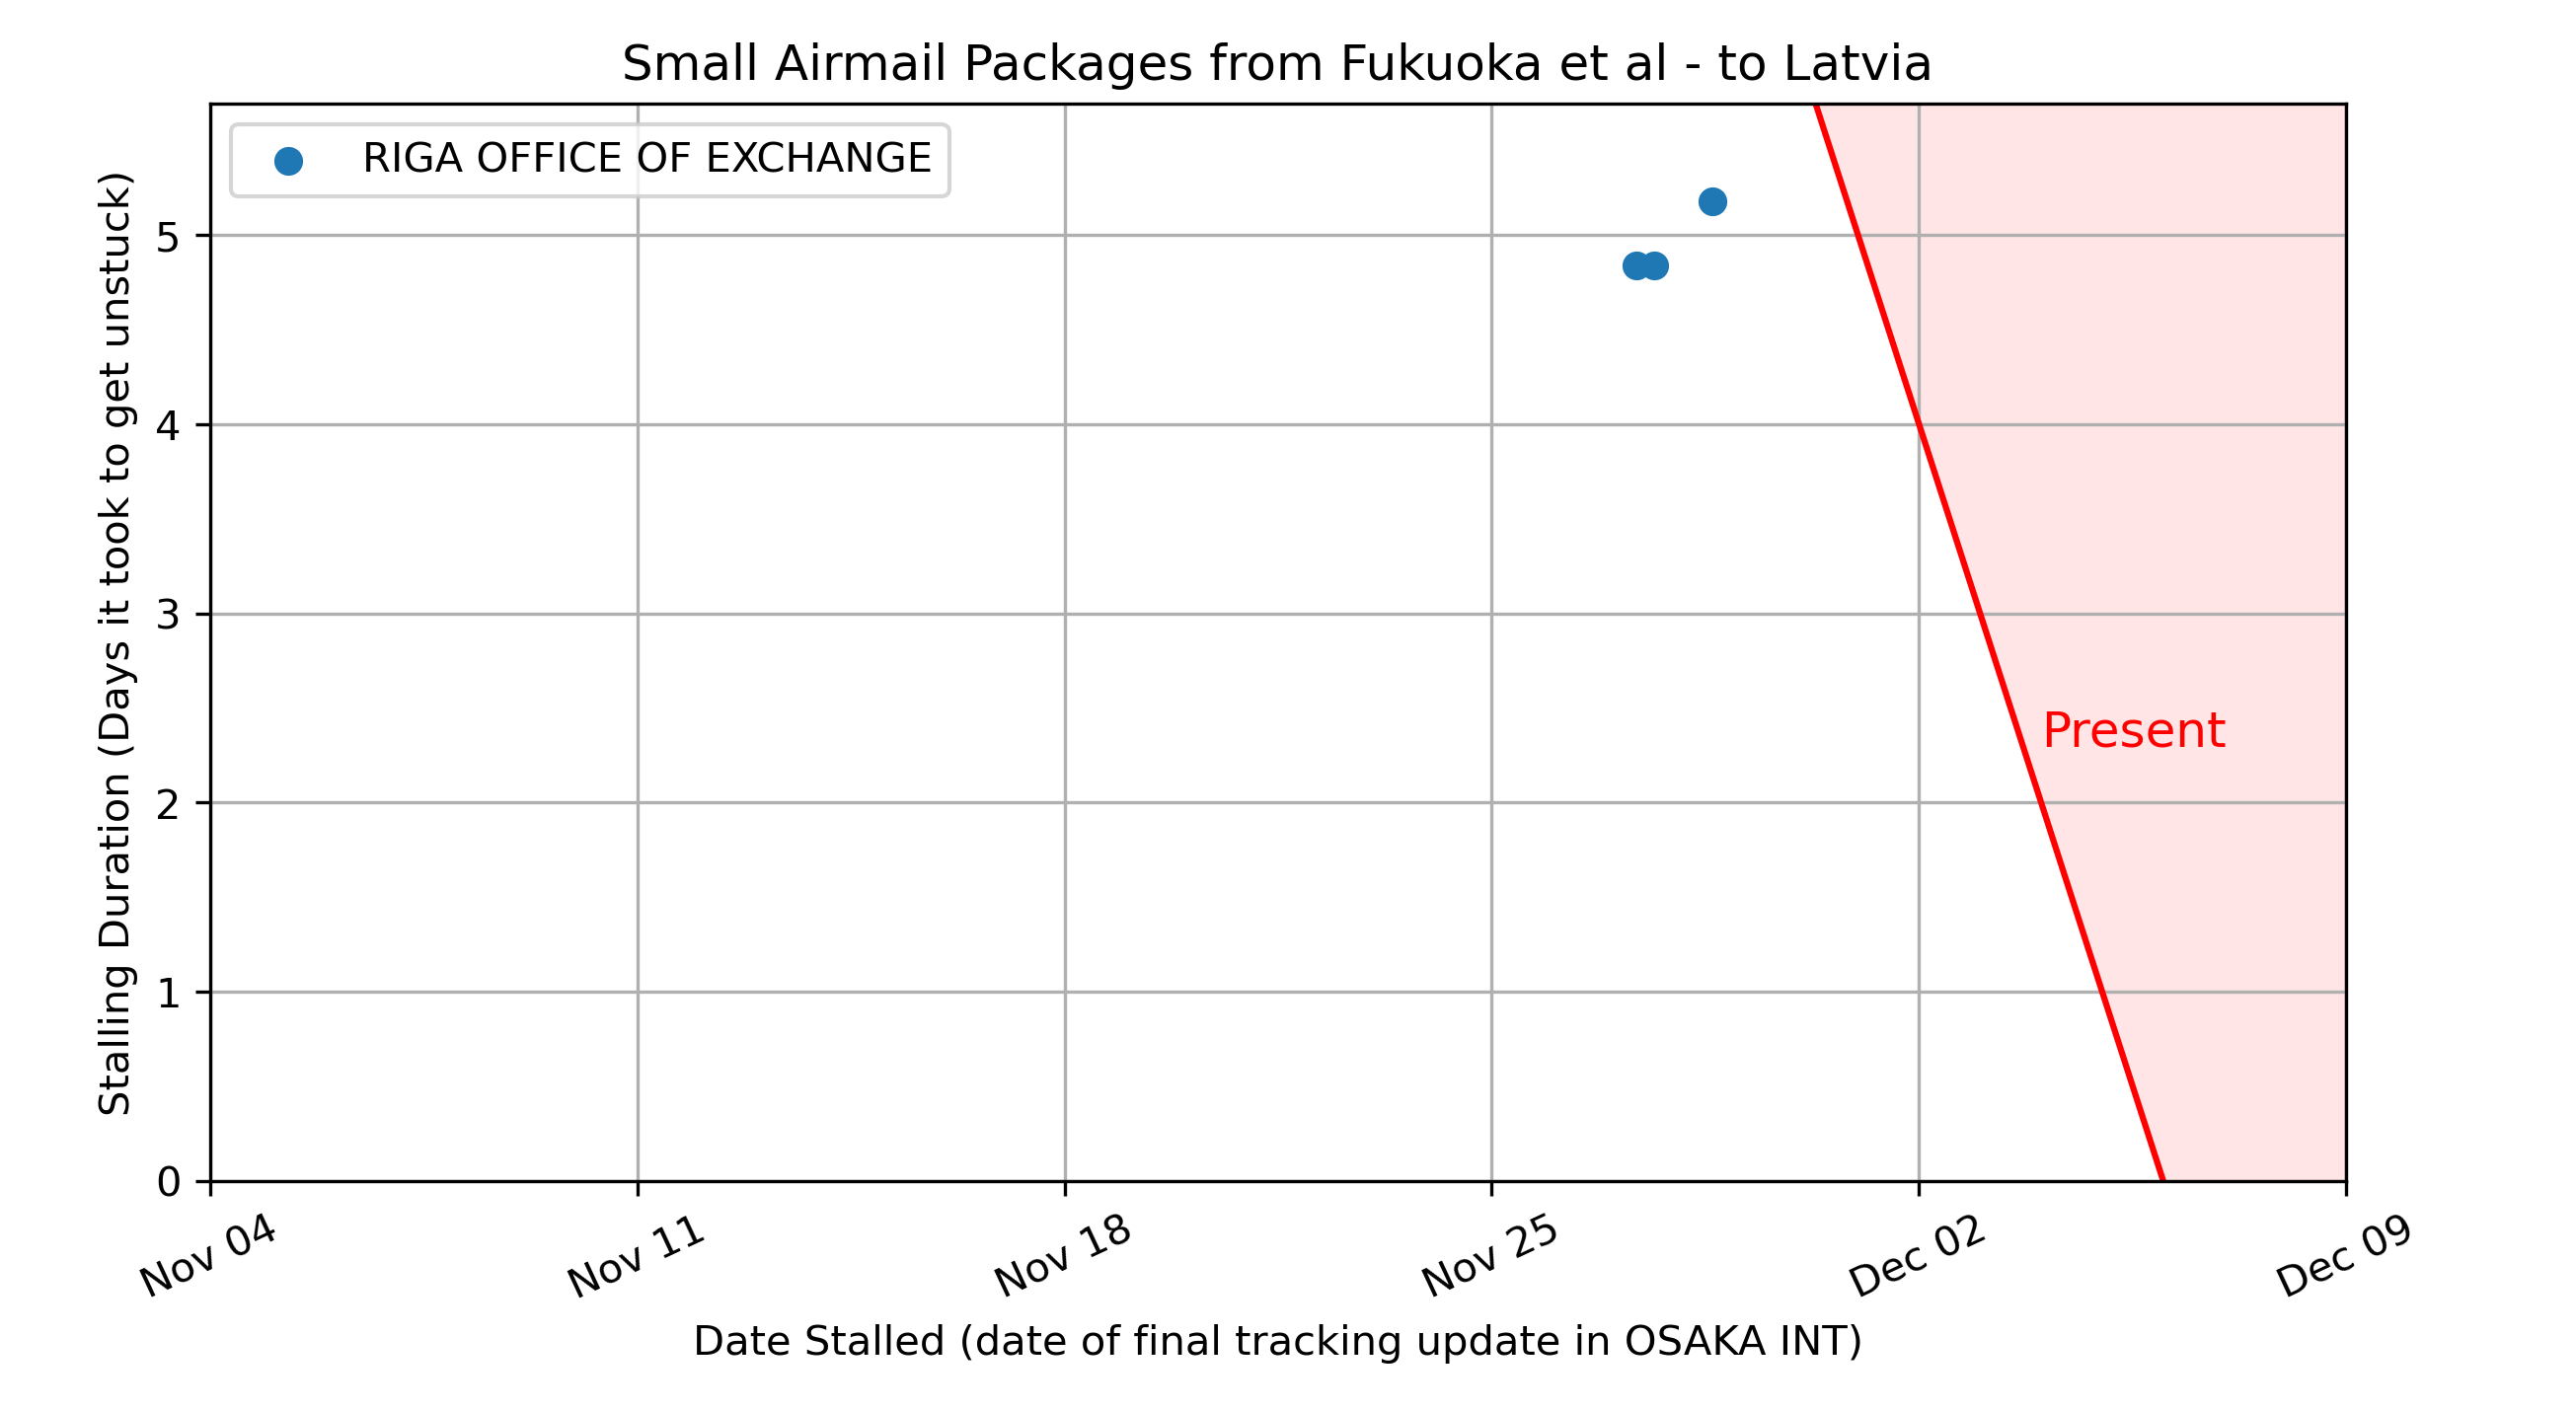 Small Airmail Packages from Fukuoka et al - to Latvia
RIGA OFFICE OF EXCHANGE
Stalling Duration (Days it took to get unstuck)
5
4
3
2
1
0
Present
Nov 04
Nov 11
Nov 18
Nov 25
Dec 02
Dec 09
Date Stalled (date of final tracking update in OSAKA INT)